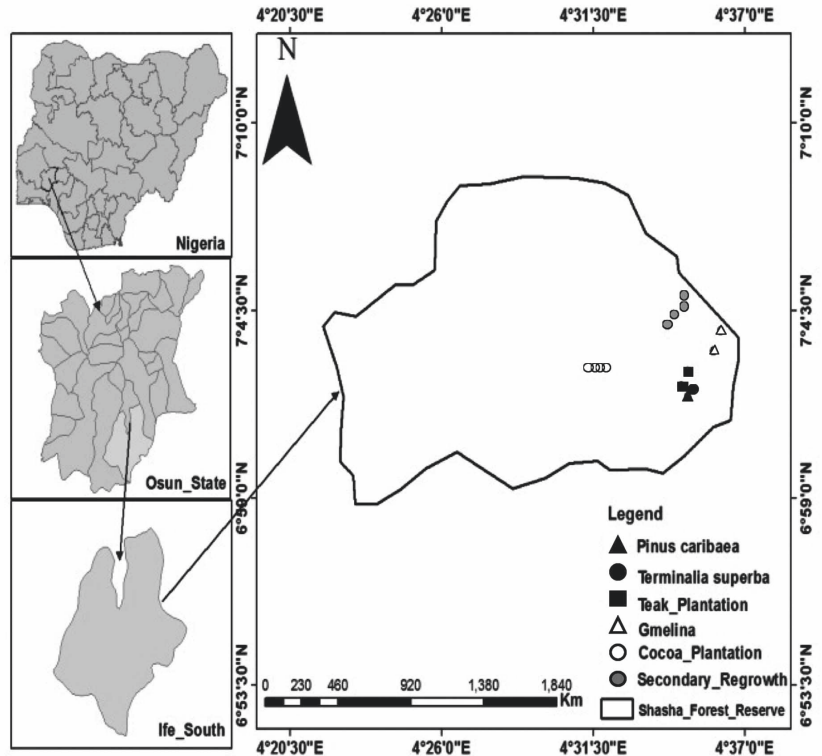 4°20'30"E
4°26'0"E
4°31'30"E
4°37'0"E
N
7°10'0"N
7°10'0"N
Nigeria
7°4'30"N
7°4'30"N
Osun_State
6°59'0"N
6°59'0"N
Legend
Pinus caribaea
Terminalia superba
Teak_Plantation
Gmelina
Cocoa_Plantation
Secondary_Regrowth
Shasha_Forest_Reserve
6°53'30"N
6°53'30"N
0 230 460 920 1,380 1,840
Km
Ife_South
4°20'30"E
4°26'0"E
4°31'30"E
4°37'0"E